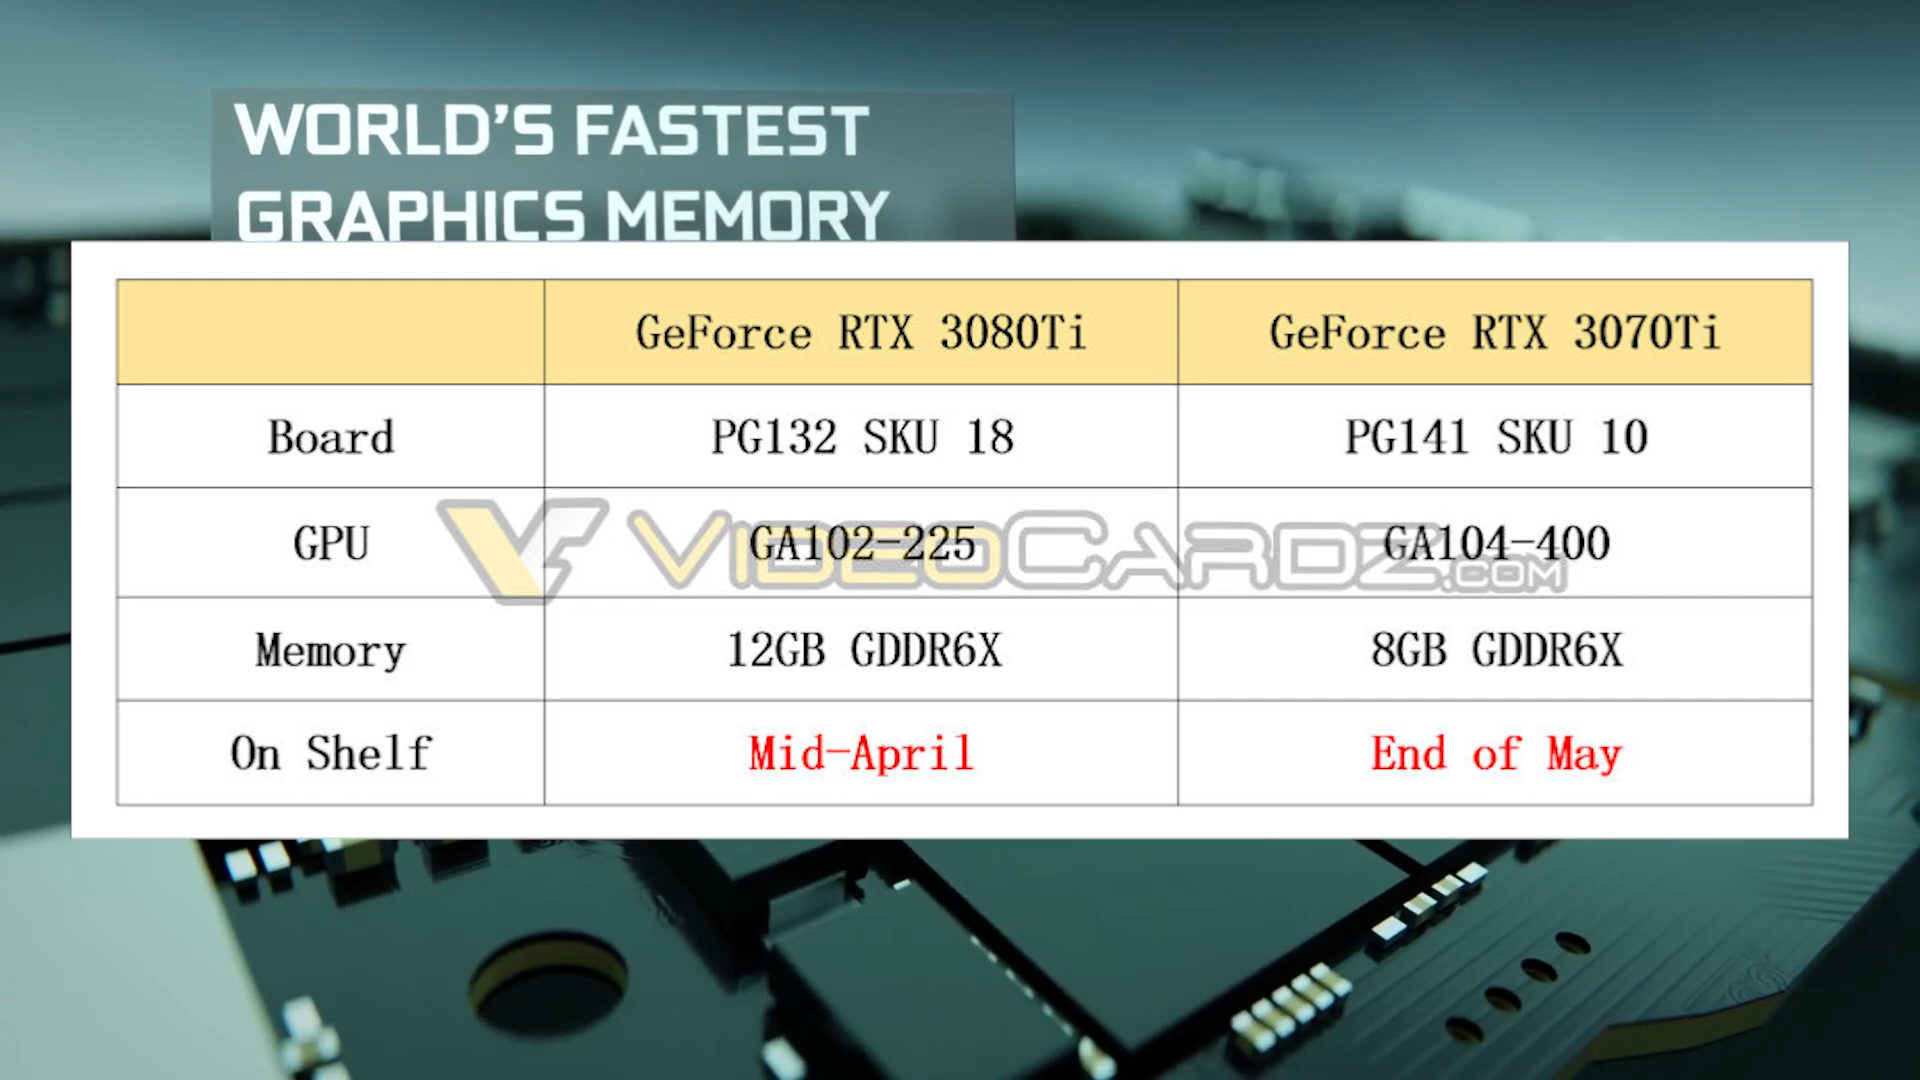 WORLD'S FASTEST
GRAPHICS MEMORY
GeForce RTX 3080Ti GeForce RTX 3070Ti
Board PG132 SKU 18 PG141 SKU 10
GPU GA102-225 GA104-400
VIDEOCARDZ.COM
Memory 12GB GDDR6X 8GB GDDR6X
On Shelf Mid-April End of May